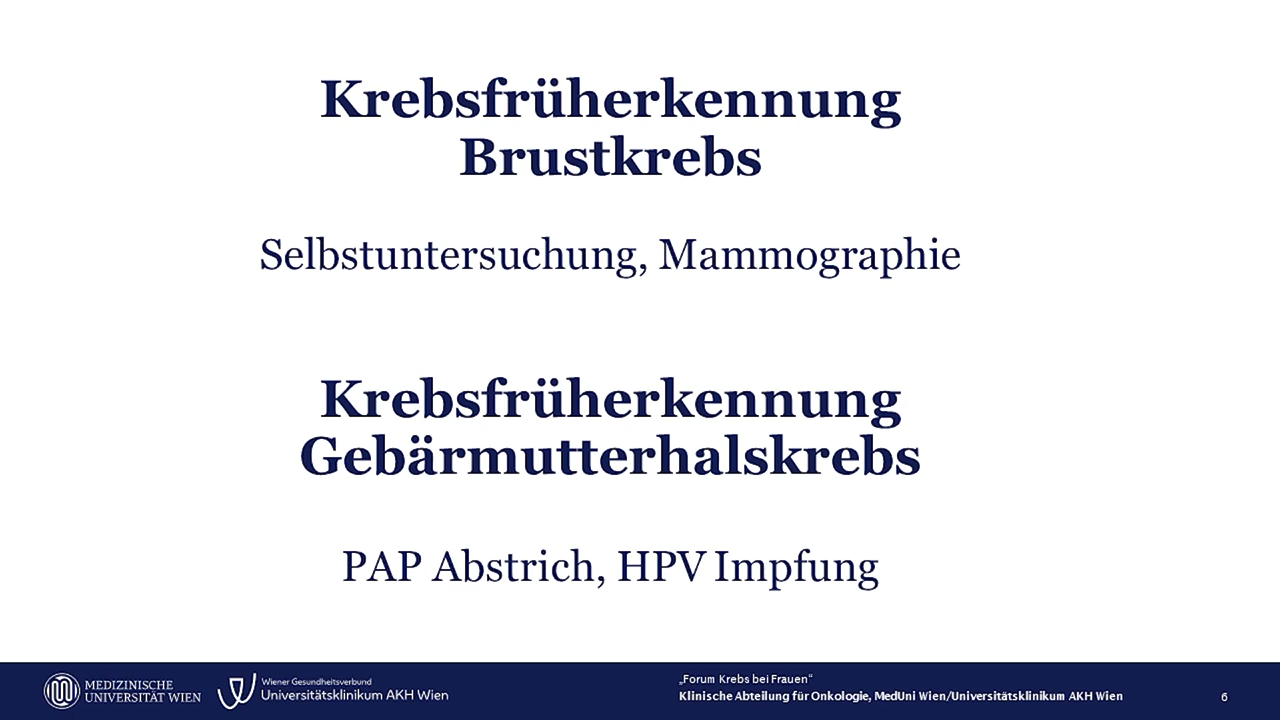 Krebsfrüherkennung
Brustkrebs
Selbstuntersuchung, Mammographie
Krebsfrüherkennung
Gebärmutterhalskrebs
PAP Abstrich, HPV Impfung
MEDIZINISCHE
UNIVERSITÄT WIEN
Wiener Gesundheitsverbund
Universitätsklinikum AKH Wien
„Forum Krebs bei Frauen“
Klinische Abteilung für Onkologie, MedUni Wien/Universitätsklinikum AKH Wien
6